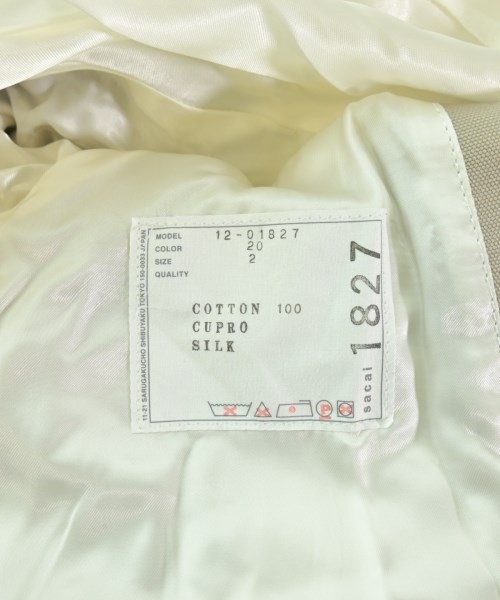 MODEL 12-01827
COLOR 20
SIZE 2
QUALITY
COTTON 100
CUPRO
SILK
sacai 1827
11-21 SARUGAKUCHO SHIBUYAKU TOKYO 150-0033 JAPAN
P